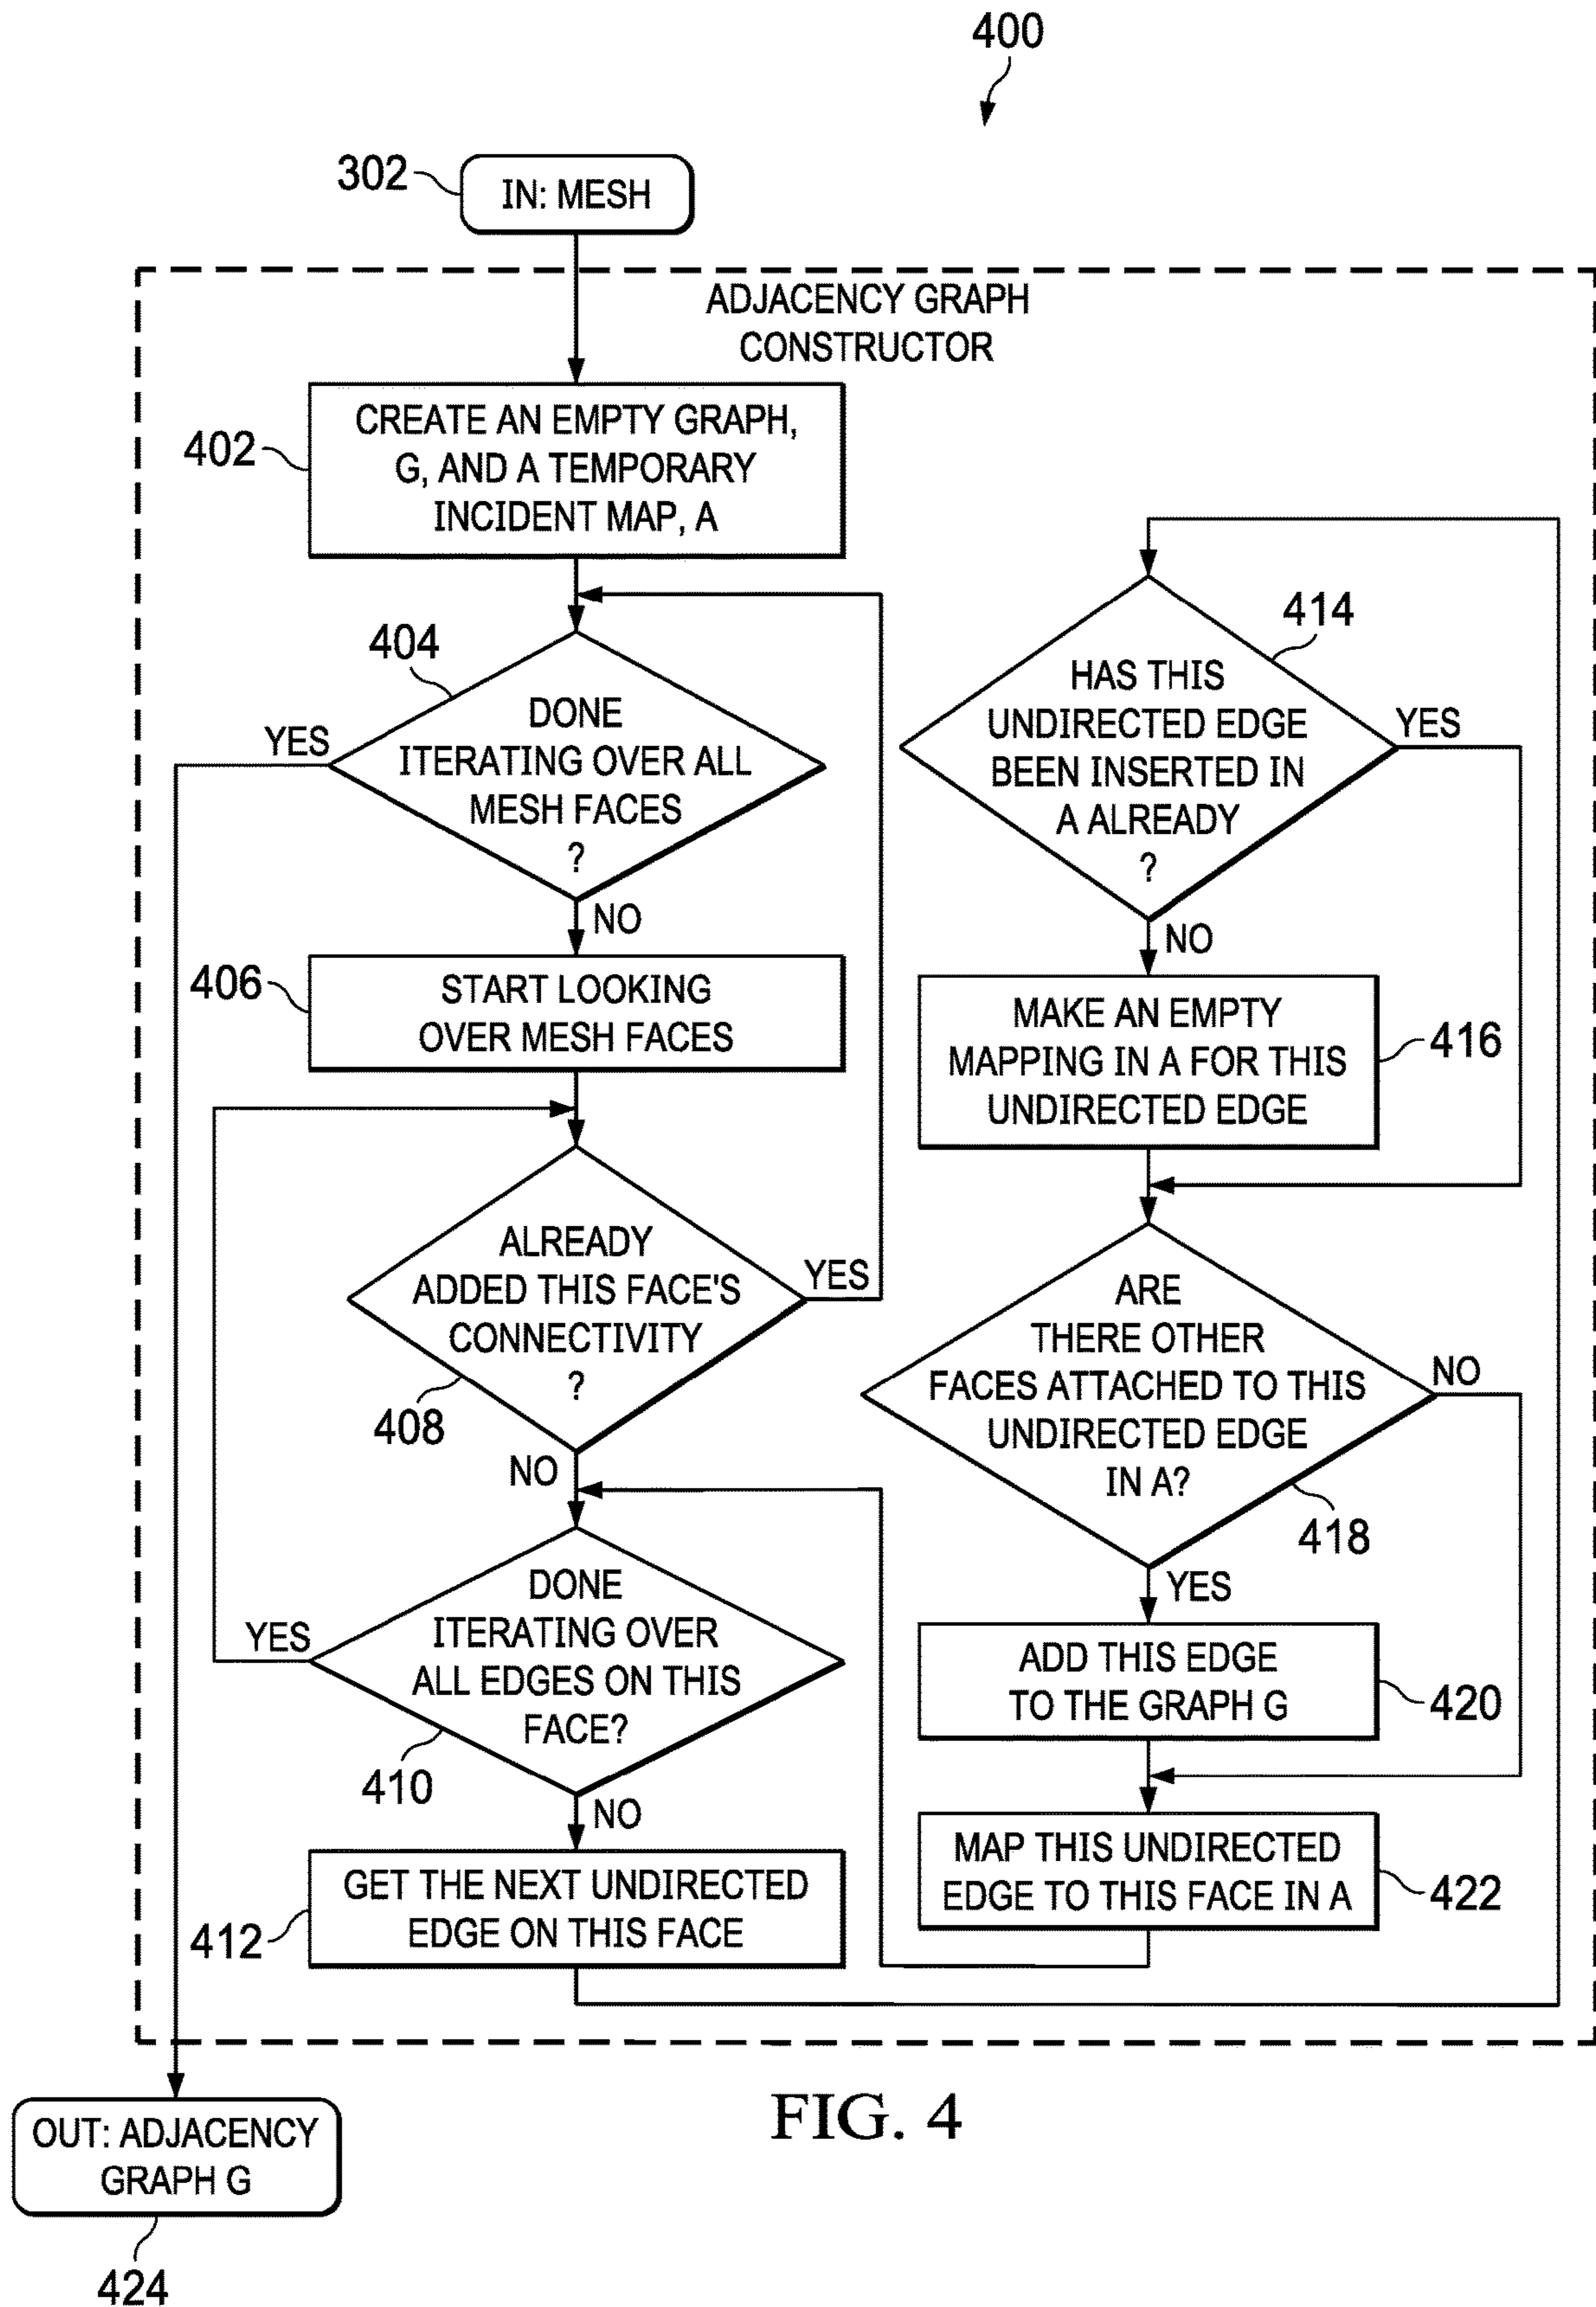 400
302
IN: MESH
ADJACENCY GRAPH
CONSTRUCTOR
402
CREATE AN EMPTY GRAPH,
G, AND A TEMPORARY
INCIDENT MAP, A
404
YES
DONE
ITERATING OVER ALL
MESH FACES
?
NO
406
START LOOKING
OVER MESH FACES
ALREADY
ADDED THIS FACE'S
CONNECTIVITY
?
YES
408
NO
DONE
ITERATING OVER
ALL EDGES ON THIS
FACE?
YES
410
NO
GET THE NEXT UNDIRECTED
EDGE ON THIS FACE
412
414
HAS THIS
UNDIRECTED EDGE
BEEN INSERTED IN
A ALREADY
?
YES
NO
MAKE AN EMPTY
MAPPING IN A FOR THIS
UNDIRECTED EDGE
416
ARE
THERE OTHER
FACES ATTACHED TO THIS
UNDIRECTED EDGE
IN A?
NO
418
YES
ADD THIS EDGE
TO THE GRAPH G
420
MAP THIS UNDIRECTED
EDGE TO THIS FACE IN A
422
OUT: ADJACENCY
GRAPH G
424
FIG. 4